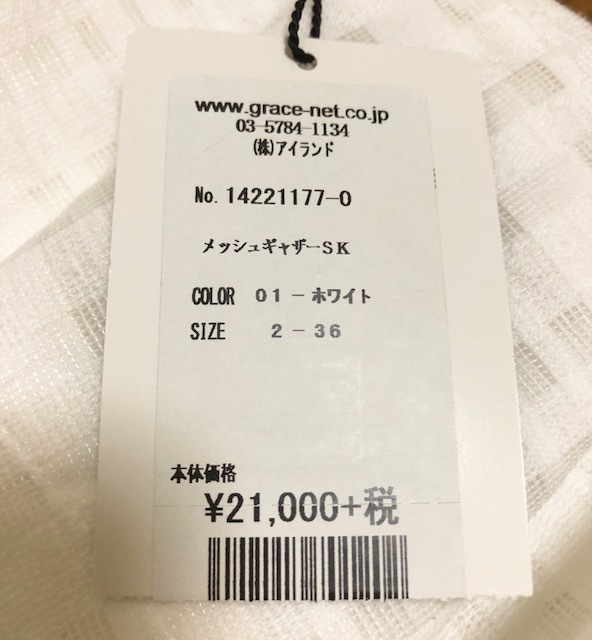 www.grace-net.co.jp
03-5784-1134
(株)アイランド
No. 14221177-0
メッシュギャザーSK
COLOR 01-ホワイト
SIZE 2-36
本体価格
¥21,000+税